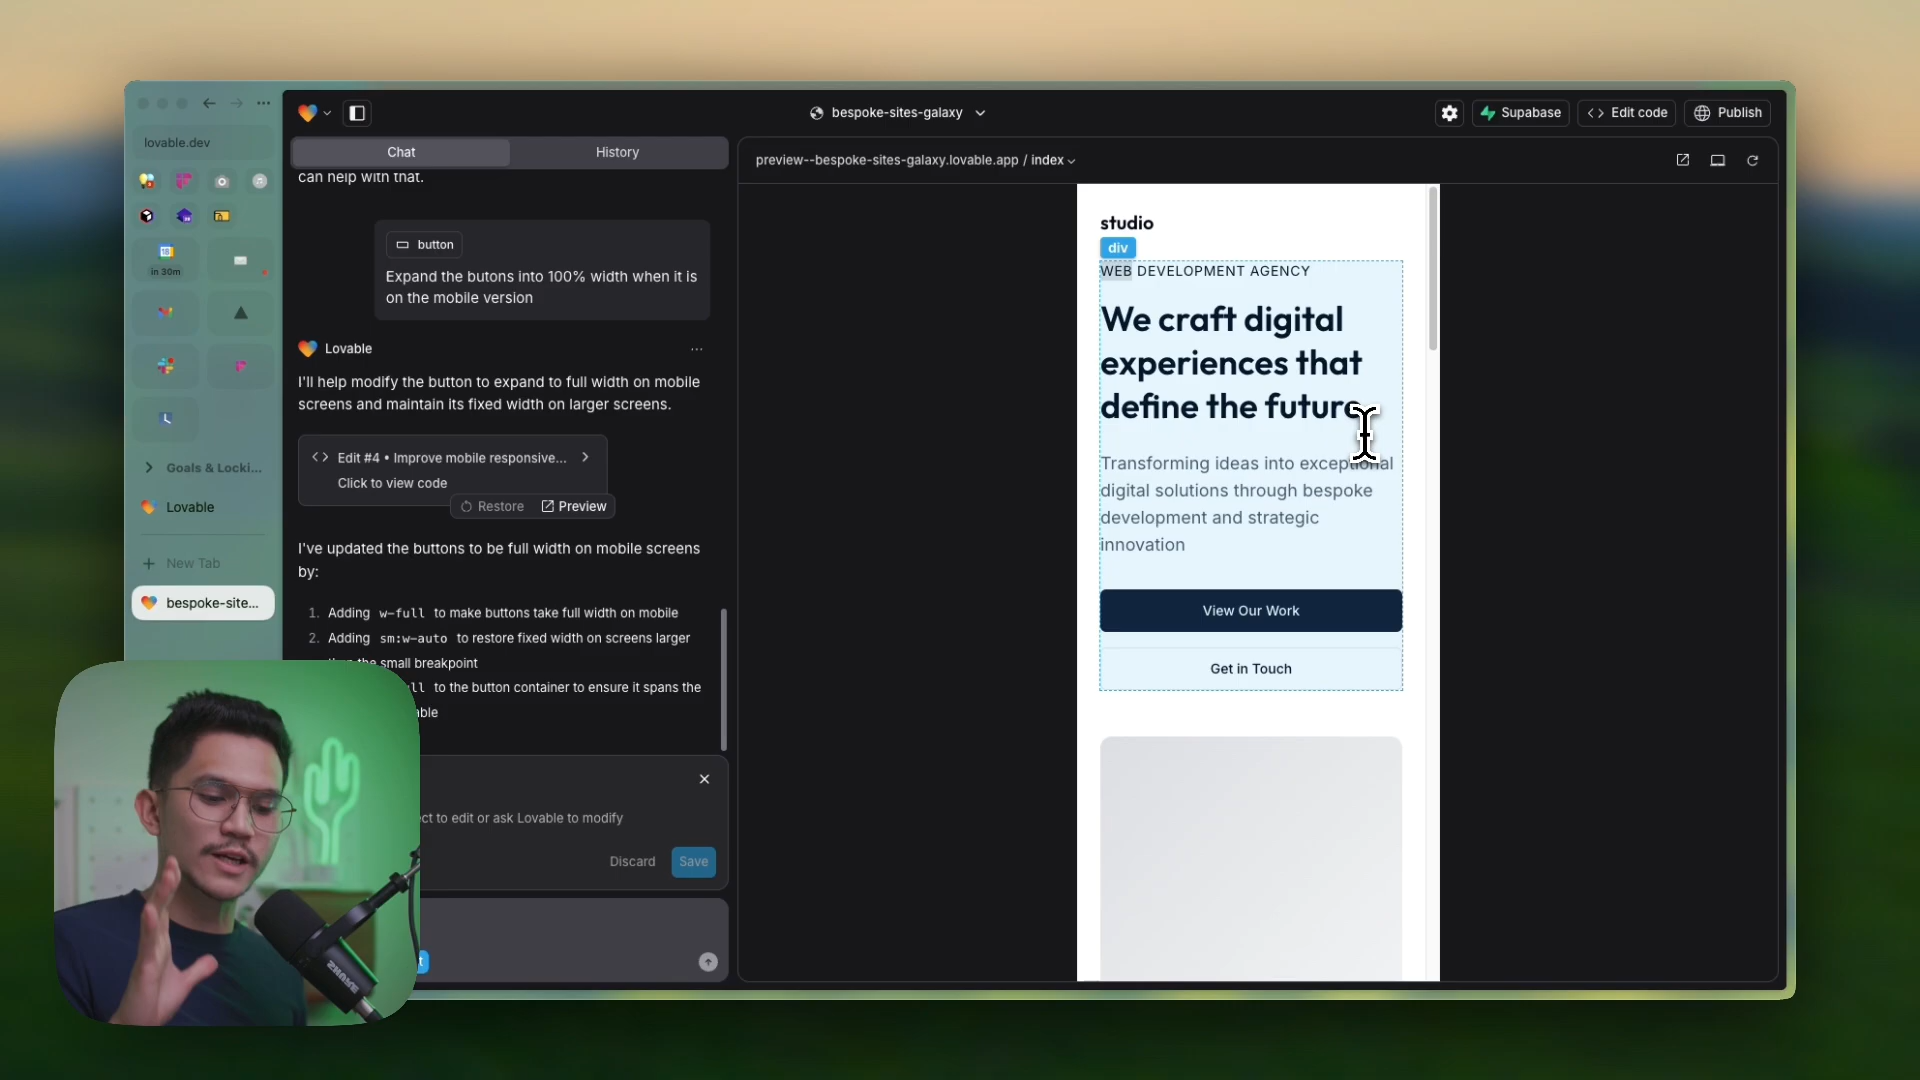 lovable.dev
in 30m
Goals & Locki...
Lovable
New Tab
bespoke-site...
bespoke-sites-galaxy
Supabase
Edit code
Publish
Chat
History
can help with that.
button
Expand the butons into 100% width when it is
on the mobile version
Lovable
I'll help modify the button to expand to full width on mobile
screens and maintain its fixed width on larger screens.
Edit #4 • Improve mobile responsive...
Click to view code
Restore
Preview
I've updated the buttons to be full width on mobile screens
by:
1. Adding w-full to make buttons take full width on mobile
2. Adding sm:w-auto to restore fixed width on screens larger
the small breakpoint
to the button container to ensure it spans the
ect to edit or ask Lovable to modify
Discard
Save
preview--bespoke-sites-galaxy.lovable.app / index
studio
div
WEB DEVELOPMENT AGENCY
We craft digital
experiences that
define the future
Transforming ideas into exceptional
digital solutions through bespoke
development and strategic
innovation
View Our Work
Get in Touch
SHURE